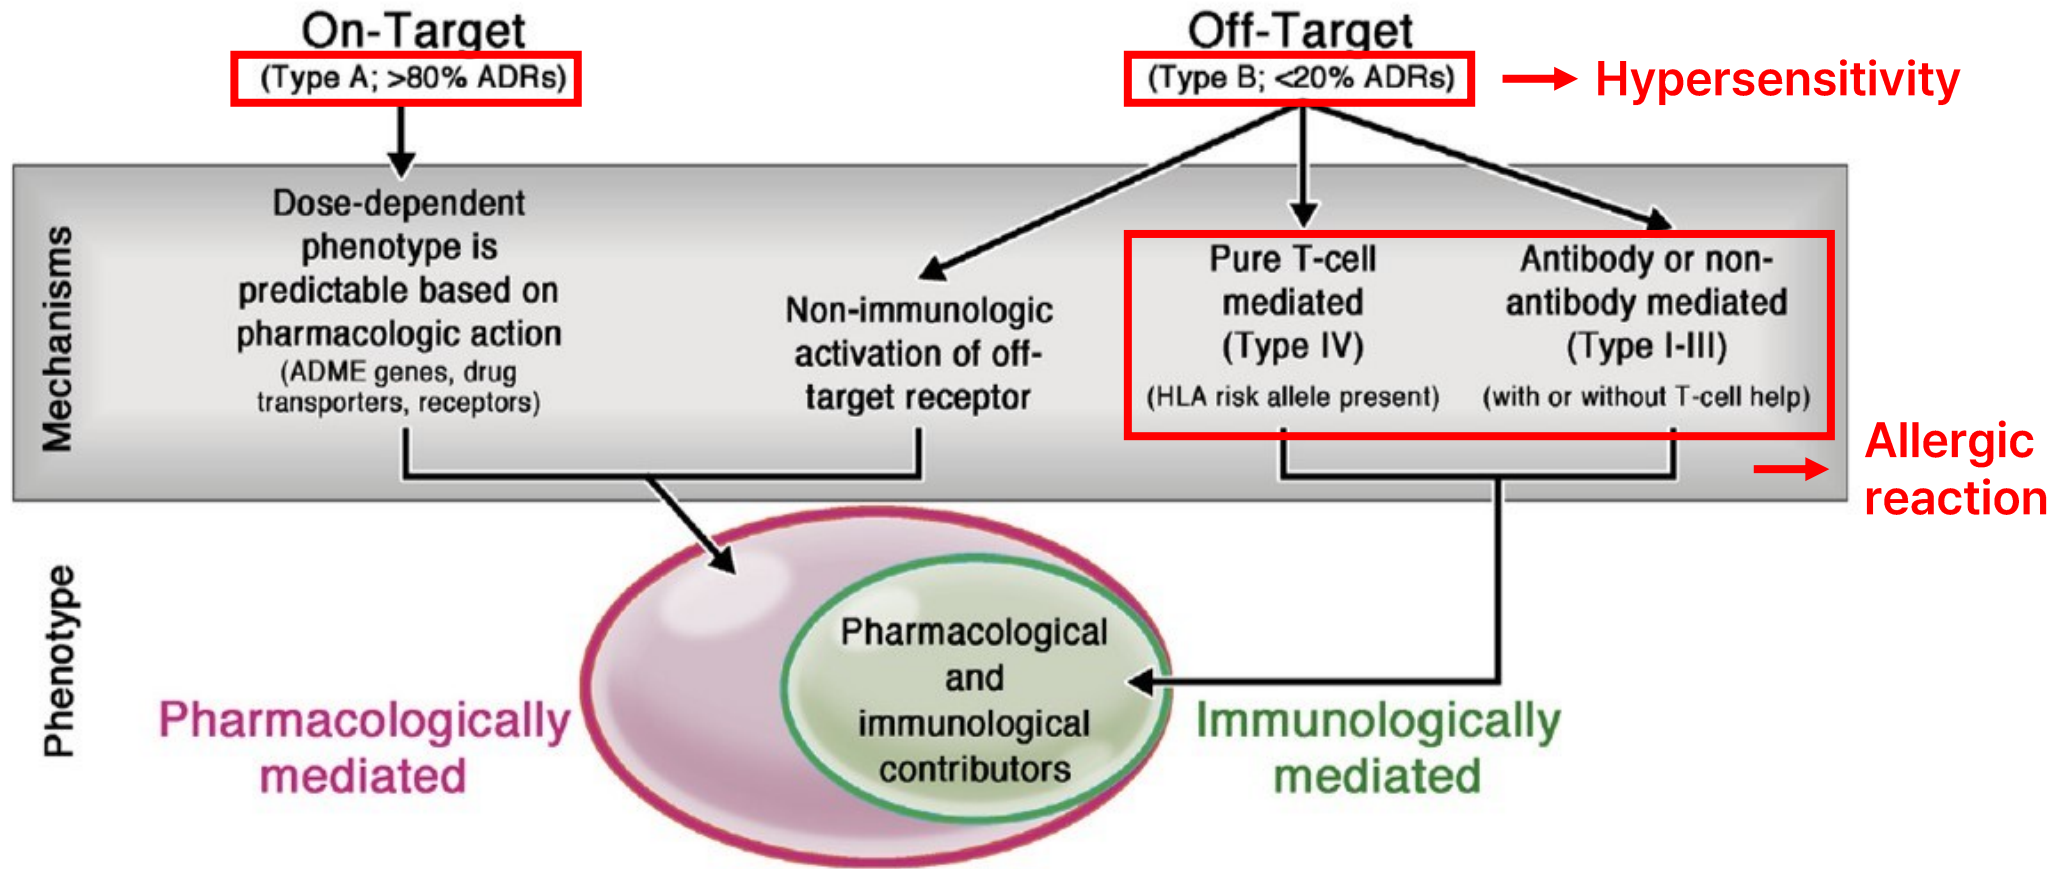 On-Target
(Type A; >80% ADRs)
Off-Target
(Type B; <20% ADRs)
Hypersensitivity
Mechanisms
Dose-dependent
phenotype is
predictable based on
pharmacologic action
(ADME genes, drug
transporters, receptors)
Non-immunologic
activation of off-
target receptor
Pure T-cell
mediated
(Type IV)
(HLA risk allele present)
Antibody or non-
antibody mediated
(Type I-III)
(with or without T-cell help)
Allergic
reaction
Phenotype
Pharmacologically
mediated
Pharmacological
and
immunological
contributors
Immunologically
mediated